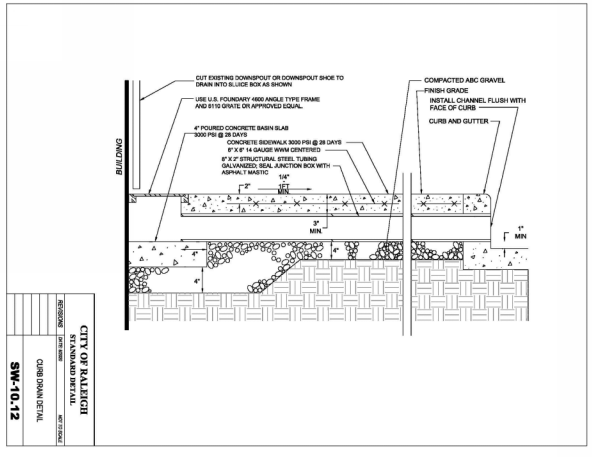 CUT EXISTING DOWNSPOUT OR DOWNSPOUT SHOE TO
DRAIN INTO SLUICE BOX AS SHOWN
USE U.S. FOUNDARY 4600 ANGLE TYPE FRAME
AND 6110 GRATE OR APPROVED EQUAL.
4" POURED CONCRETE BASIN SLAB
3000 PSI @ 28 DAYS
CONCRETE SIDEWALK 3000 PSI @ 28 DAYS
6" X 6" 14 GAUGE WWM CENTERED
8" X 2" STRUCTURAL STEEL TUBING
GALVANIZED; SEAL JUNCTION BOX WITH
ASPHALT MASTIC
COMPACTED ABC GRAVEL
FINISH GRADE
INSTALL CHANNEL FLUSH WITH
FACE OF CURB
CURB AND GUTTER
BUILDING
1/4"
1FT
MIN.
2"
3"
MIN.
1"
MIN
4"
4"
4"
CITY OF RALEIGH
STANDARD DETAIL
REVISIONS
NOT TO SCALE
CURB DRAIN DETAIL
SW-10.12